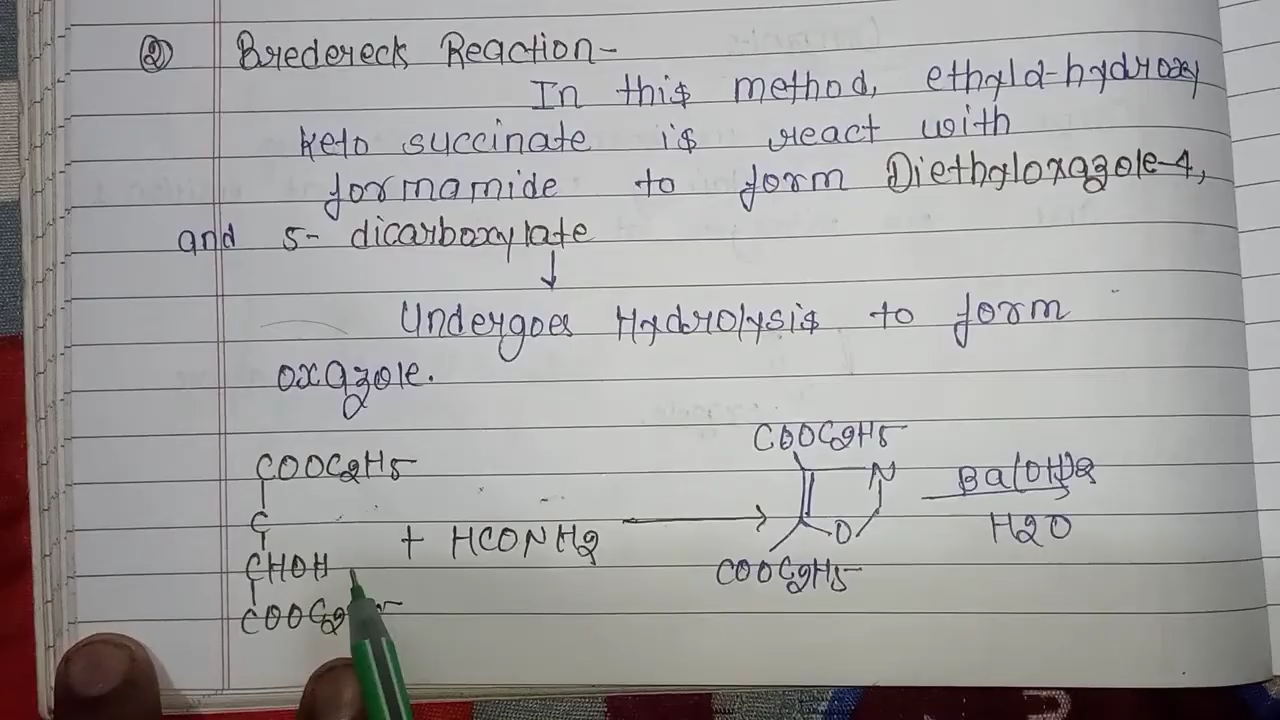 ② Bredereck Reaction-
In this method, ethyld-hydroxy
keto succinate is react with
formamide to form Diethyloxazole-4,
and 5- dicarboxylate
↓
Undergoes Hydrolysis to form
oxazole.
COOC2H5
C
CHOH
+ HCONH2
COOC2H5
N
O
COOC2H5
Ba(OH)2
H2O